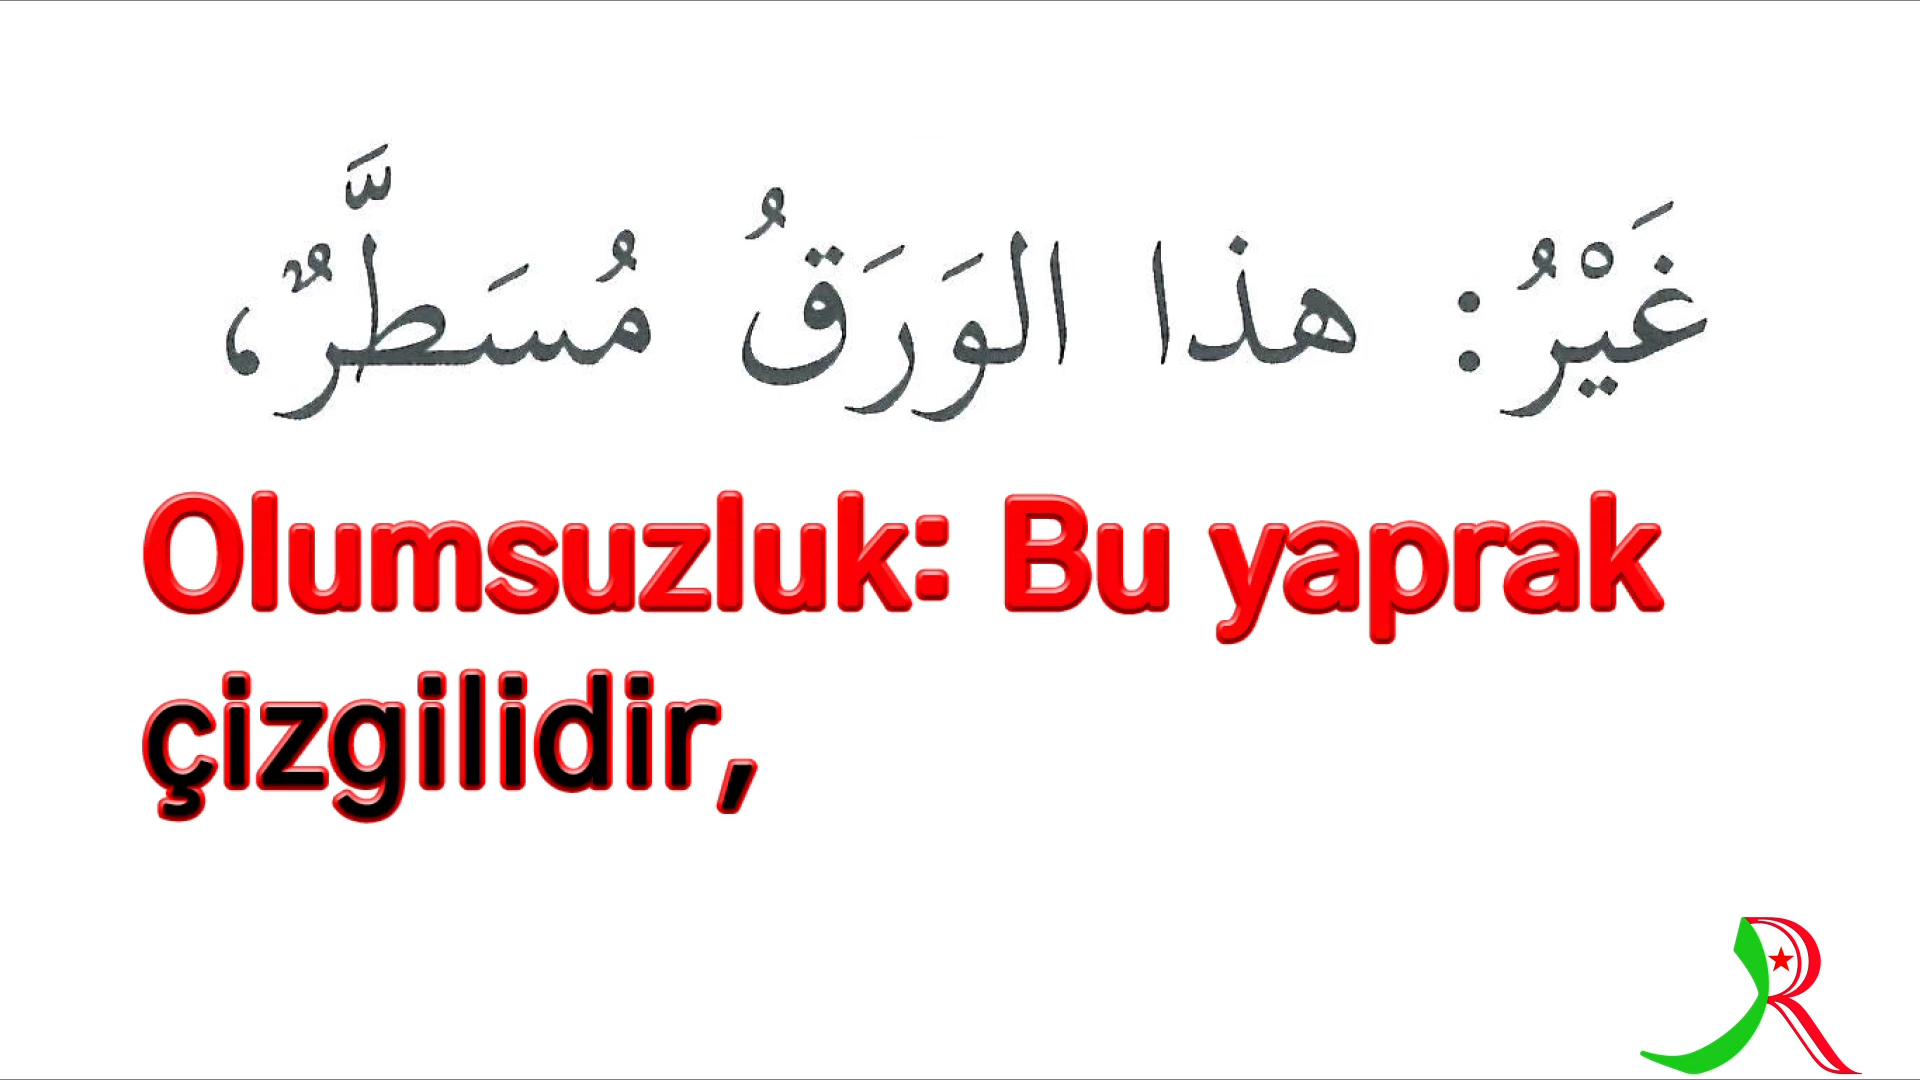 غَيْرُ: هذا الوَرَقُ مُسَطَّرٌ،
Olumsuzluk: Bu yaprak
çizgilidir,